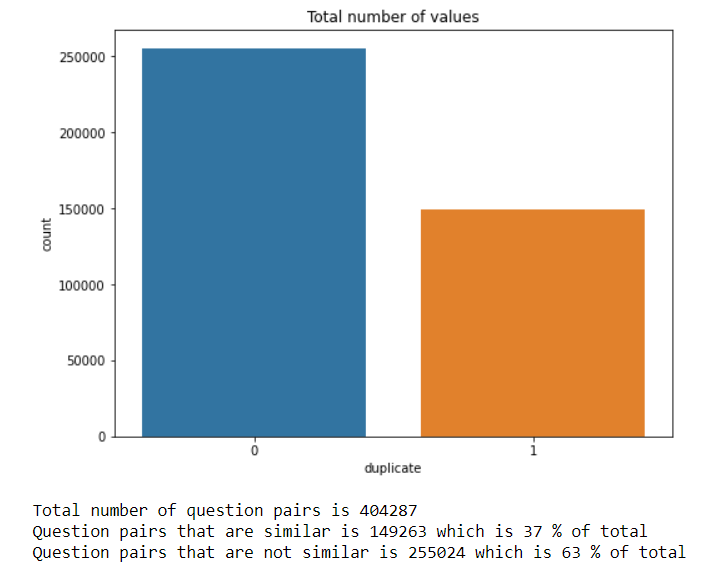 Total number of values
250000
200000
150000
100000
50000
0
count
0 1
duplicate
Total number of question pairs is 404287
Question pairs that are similar is 149263 which is 37 % of total
Question pairs that are not similar is 255024 which is 63 % of total